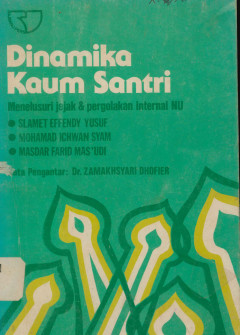 Dinamika
Kaum Santri
Menelusuri jejak & pergolakan internal NU
● SLAMET EFFENDY YUSUF
● MOHAMAD ICHWAN SYAM
● MASDAR FARID MAS'UDI
Kata Pengantar: Dr. ZAMAKHSYARI DHOFIER